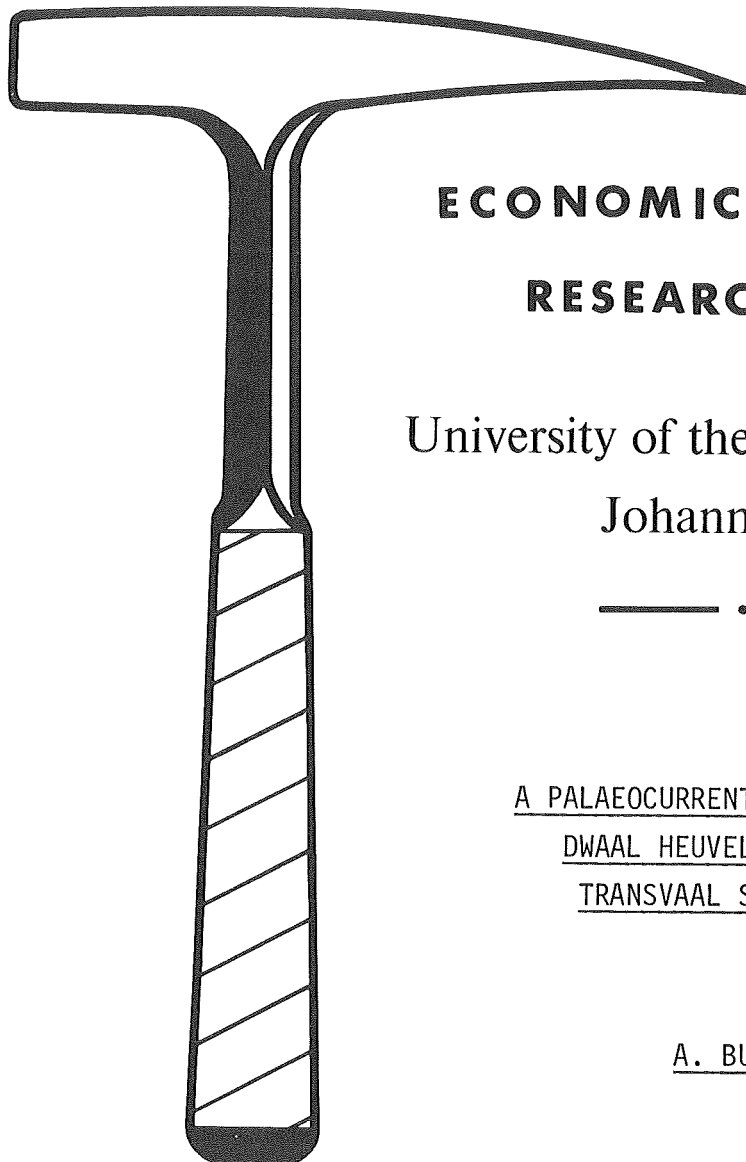 ECONOMIC
RESEARC
University of the
Johann
A PALAEOCURRENT
DWAAL HEUVEL
TRANSVAAL S
A. BU